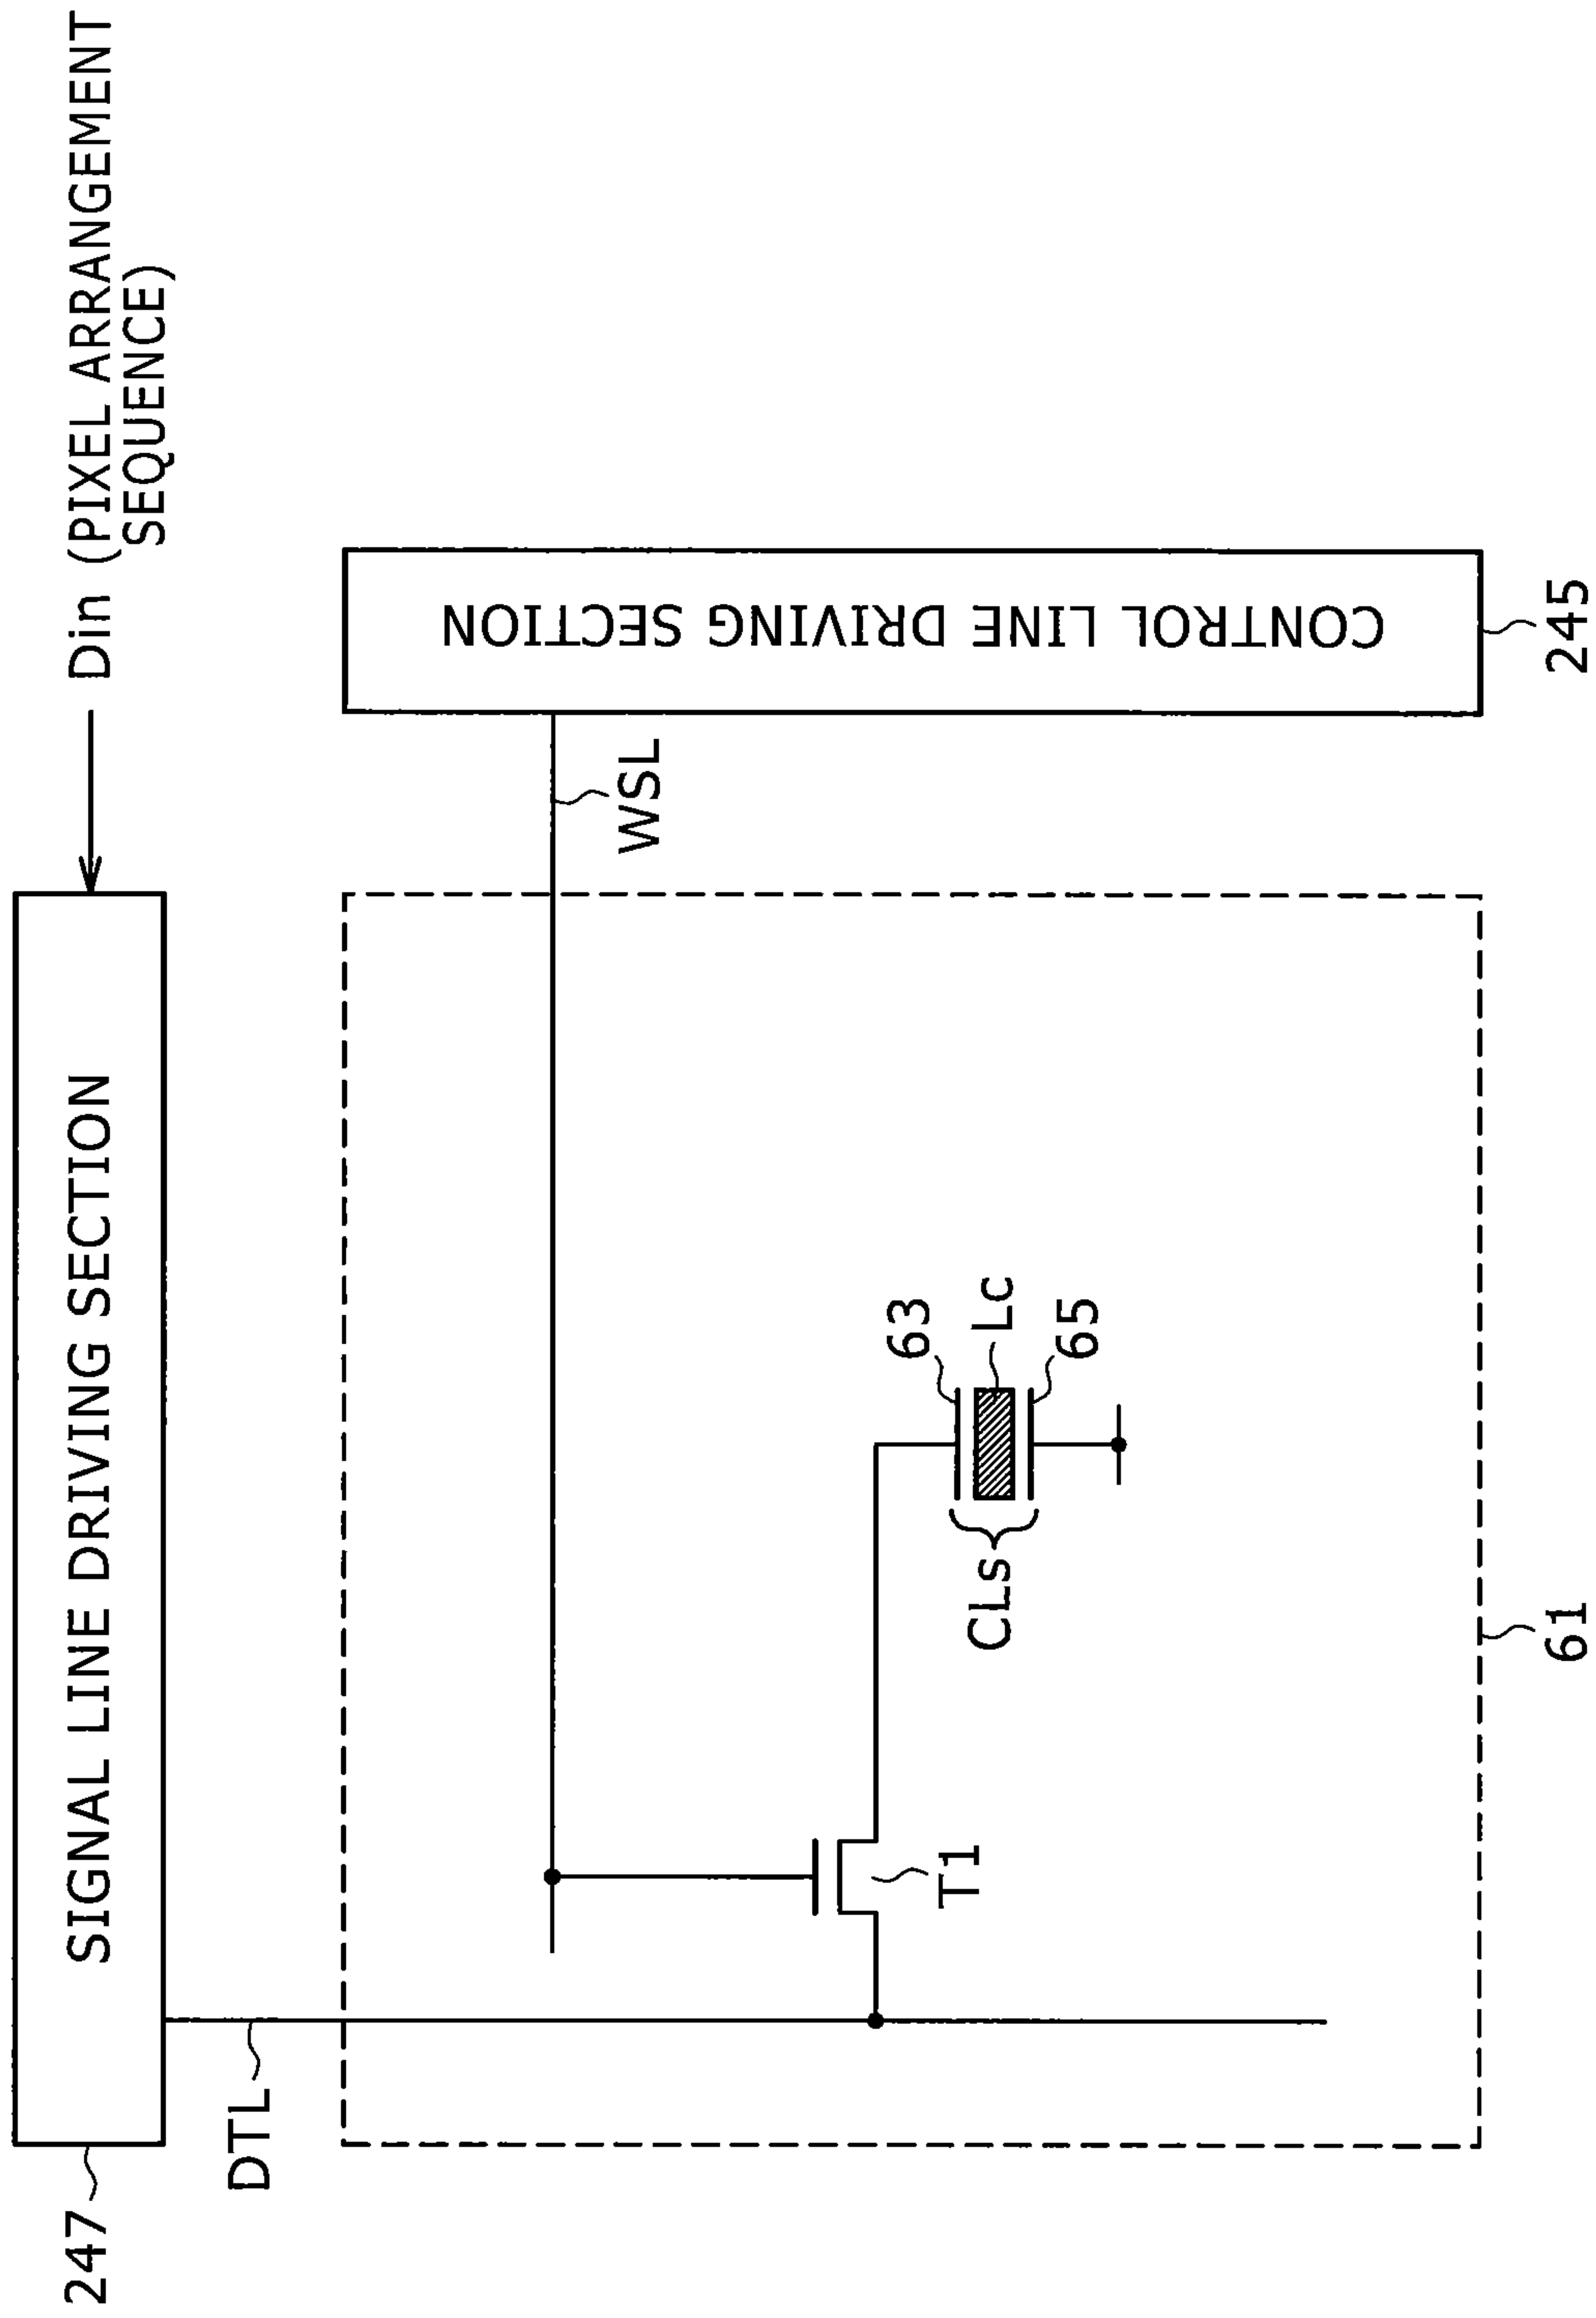 Din (PIXEL ARRANGEMENT
SEQUENCE)
247
SIGNAL LINE DRIVING SECTION
DTL
WSL
CONTROL LINE DRIVING SECTION
245
T1
63
CLs
Lc
65
61